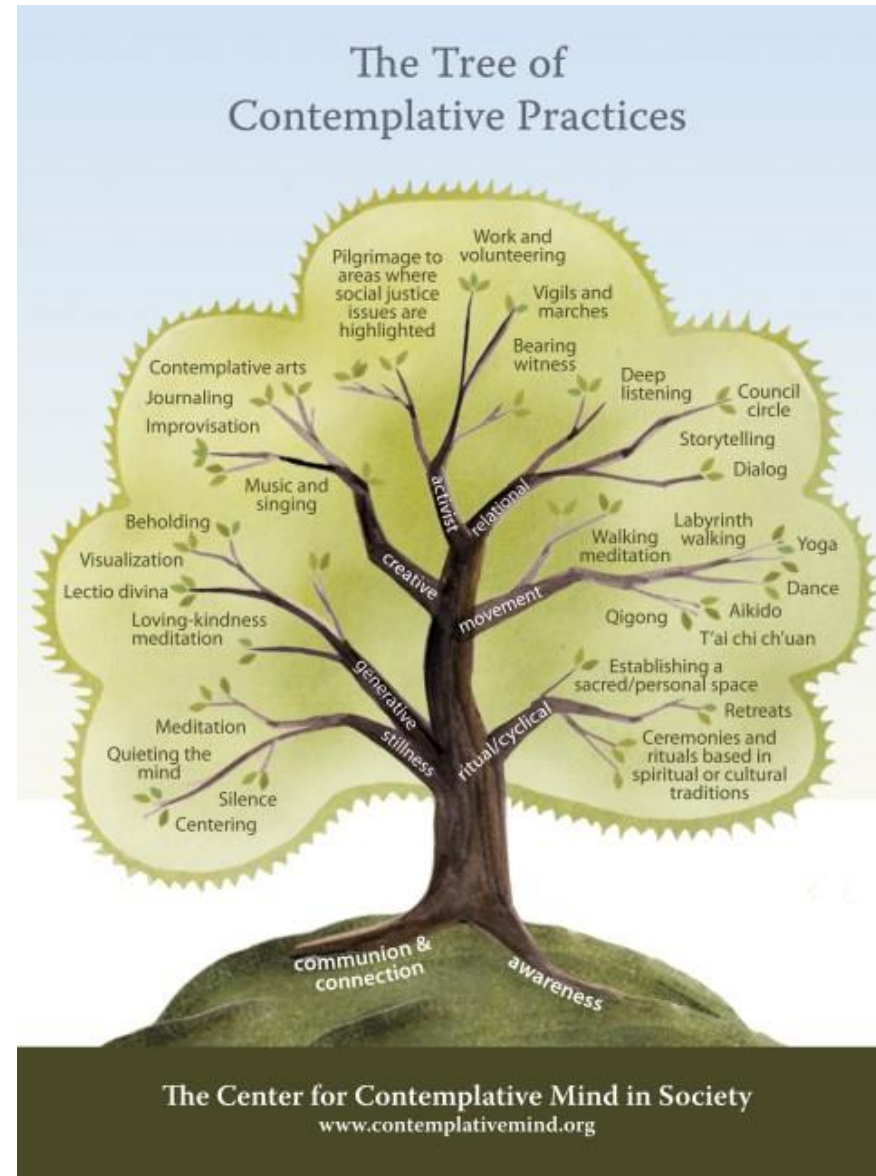 The Tree of
Contemplative Practices
Work and
volunteering
Pilgrimage to
areas where
social justice
issues are
highlighted
Vigils and
marches
Bearing
witness
Contemplative arts
Journaling
Improvisation
Music and
singing
Deep
listening
Council
circle
Storytelling
Dialog
activist
relational
creative
movement
Beholding
Visualization
Lectio divina
Loving-kindness
meditation
Walking
meditation
Labyrinth
walking
Yoga
Dance
Aikido
Qigong
T'ai chi ch'uan
generative
stillness
ritual/cyclical
Establishing a
sacred/personal space
Retreats
Ceremonies and
rituals based in
spiritual or cultural
traditions
Meditation
Quieting the
mind
Silence
Centering
communion &
connection
awareness
The Center for Contemplative Mind in Society
www.contemplativemind.org